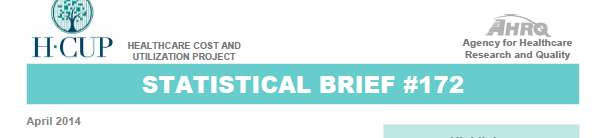 H·CUP
HEALTHCARE COST AND
UTILIZATION PROJECT
AHRQ
Agency for Healthcare
Research and Quality
STATISTICAL BRIEF #172
April 2014